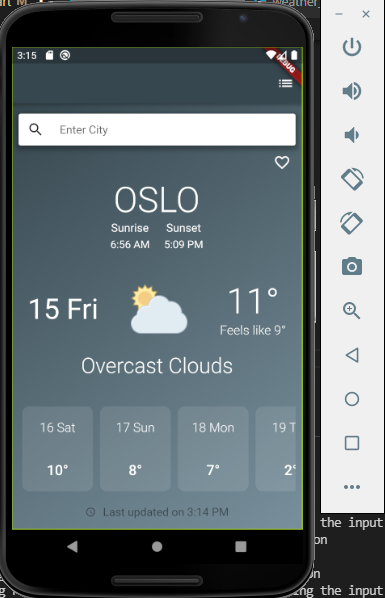 weather_
3:15
DEBUG
Enter City
OSLO
Sunrise Sunset
6:56 AM 5:09 PM
15 Fri
11°
Feels like 9°
Overcast Clouds
16 Sat 17 Sun 18 Mon 19 T
10° 8° 7° 2°
Last updated on 3:14 PM
the input
on
on
ing the input